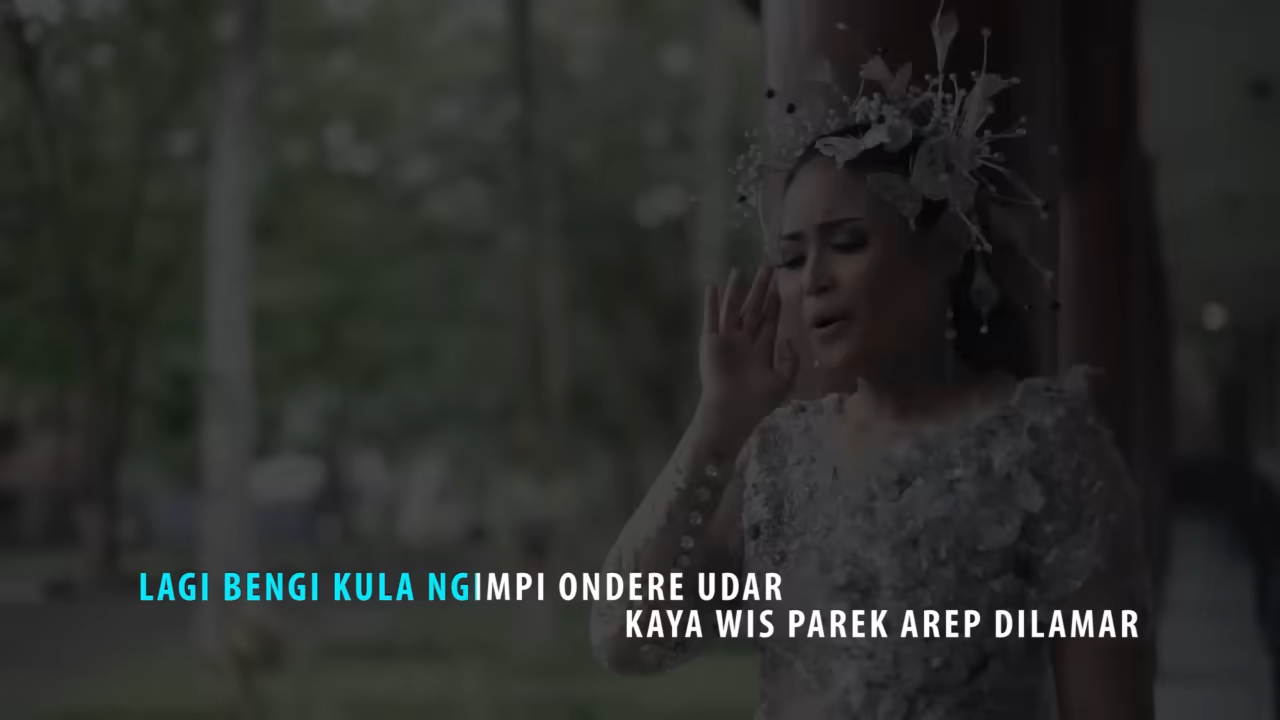 LAGI BENGI KULA NGIMPI ONDERE UDAR
KAYA WIS PAREK AREP DILAMAR